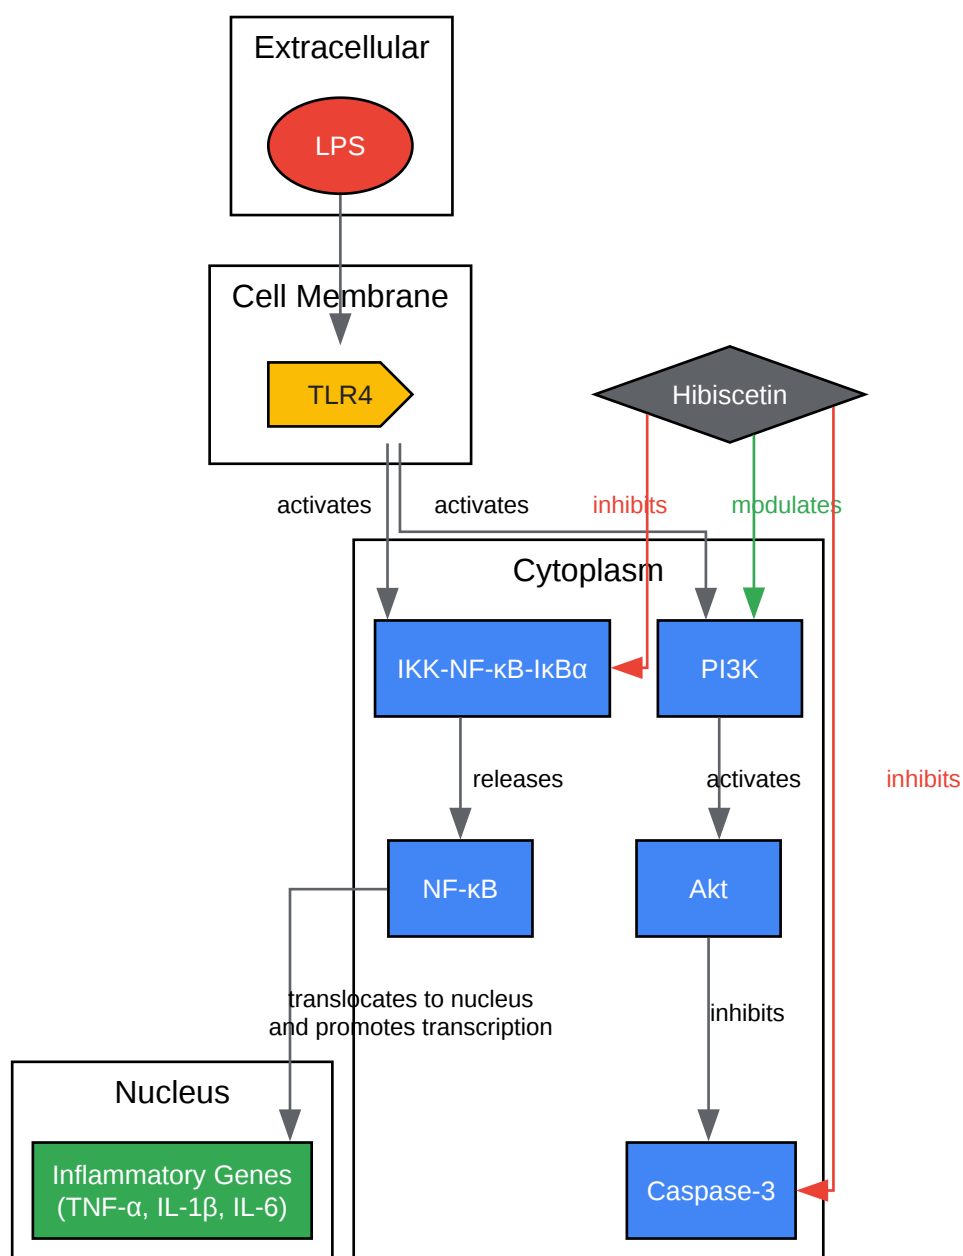 Extracellular
LPS
Cell Membrane
TLR4
Hibiscetin
activates
activates
inhibits
modulates
Cytoplasm
IKK-NF-κB-IκBα
PI3K
releases
activates
inhibits
NF-κB
Akt
translocates to nucleus
and promotes transcription
inhibits
Nucleus
Inflammatory Genes
(TNF-α, IL-1β, IL-6)
Caspase-3